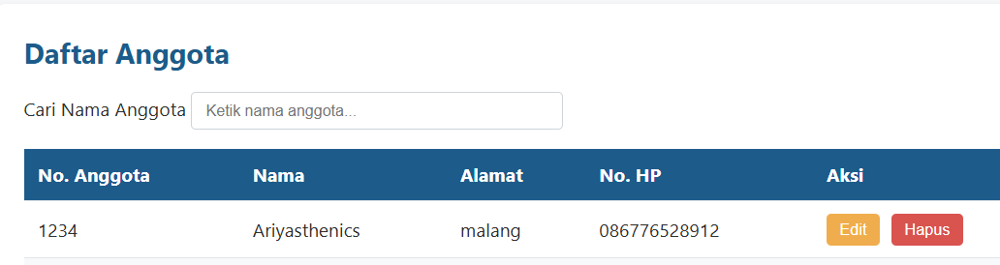 Daftar Anggota
Cari Nama Anggota Ketik nama anggota...
No. Anggota Nama Alamat No. HP Aksi
1234 Ariyasthenics malang 086776528912 Edit Hapus